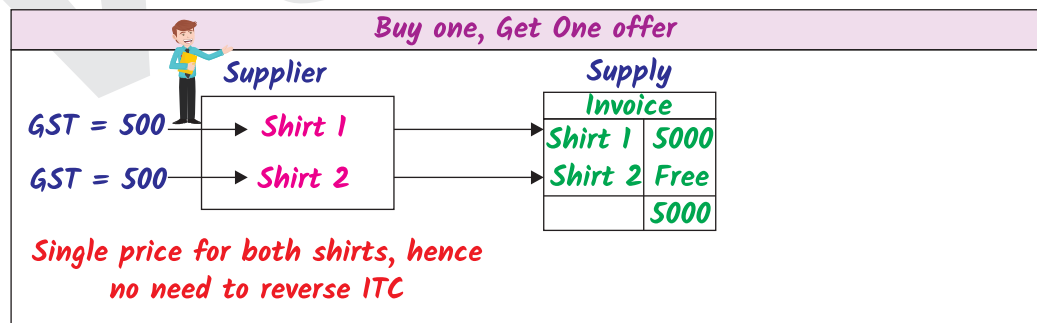 Buy one, Get One offer
Supplier
Supply
Invoice
GST = 500
Shirt 1
Shirt 1 5000
GST = 500
Shirt 2
Shirt 2 Free
5000
Single price for both shirts, hence
no need to reverse ITC